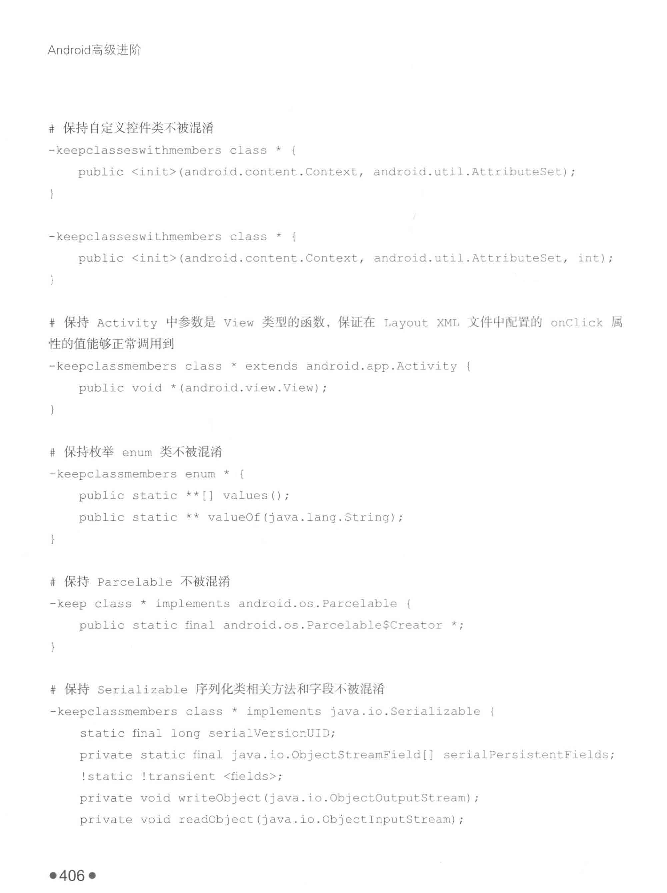 Android高级进阶
# 保持自定义控件类不被混淆
-keepclasseswithmembers class * {
public <init>(android.content.Context, android.util.AttributeSet);
}
-keepclasseswithmembers class * {
public <init>(android.content.Context, android.util.AttributeSet, int);
}
# 保持 Activity 中参数是 View 类型的函数，保证在 Layout XML 文件中配置的 onClick 属
性的值能够正常调用到
-keepclassmembers class * extends android.app.Activity {
public void *(android.view.View);
}
# 保持枚举 enum 类不被混淆
-keepclassmembers enum * {
public static **[] values();
public static ** valueOf(java.lang.String);
}
# 保持 Parcelable 不被混淆
-keep class * implements android.os.Parcelable {
public static final android.os.Parcelable$Creator *;
}
# 保持 Serializable 序列化类相关方法和字段不被混淆
-keepclassmembers class * implements java.io.Serializable {
static final long serialVersionUID;
private static final java.io.ObjectStreamField[] serialPersistentFields;
!static !transient <fields>;
private void writeObject(java.io.ObjectOutputStream);
private void readObject(java.io.ObjectInputStream);
●406●